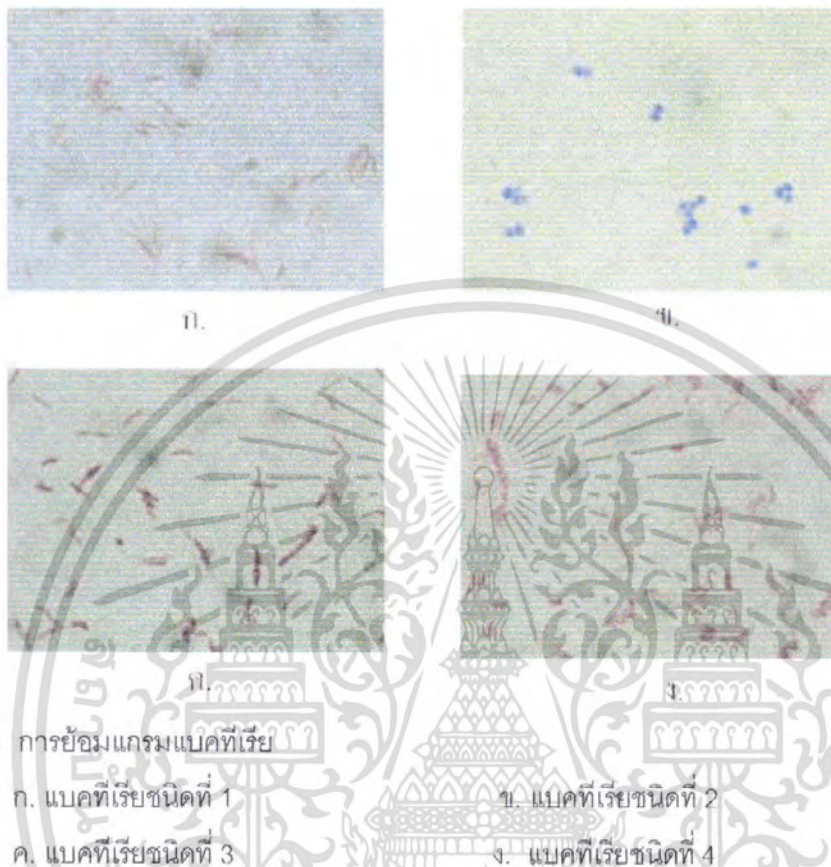 ก. ข.
ค. ง.
การย้อมแกรมแบคทีเรีย
ก. แบคทีเรียชนิดที่ 1 ข. แบคทีเรียชนิดที่ 2
ค. แบคทีเรียชนิดที่ 3 ง. แบคทีเรียชนิดที่ 4